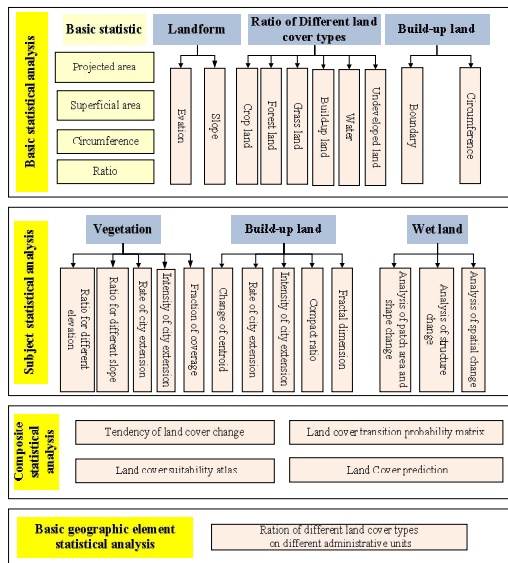 Basic statistical analysis
Basic statistic
Projected area
Superficial area
Circumference
Ratio
Landform
Evation
Slope
Ratio of Different land
cover types
Crop land
Forest land
Grass land
Build-up land
Water
Undeveloped land
Build-up land
Boundary
Circumference
Subject statistical analysis
Vegetation
Ratio for different
elevation
Ratio for different
slope
Rate of city extension
Intensity of city extension
Fraction of coverage
Build-up land
Change of centroid
Rate of city extension
Intensity of city extension
Compact ratio
Fractal dimension
Wet land
Analysis of patch area and
shape change
Analysis of structure
change
Analysis of spatial change
Composite
statistical
analysis
Tendency of land cover change
Land cover transition probability matrix
Land cover suitability atlas
Land Cover prediction
Basic geographic element
statistical analysis
Ration of different land cover types
on different administrative units